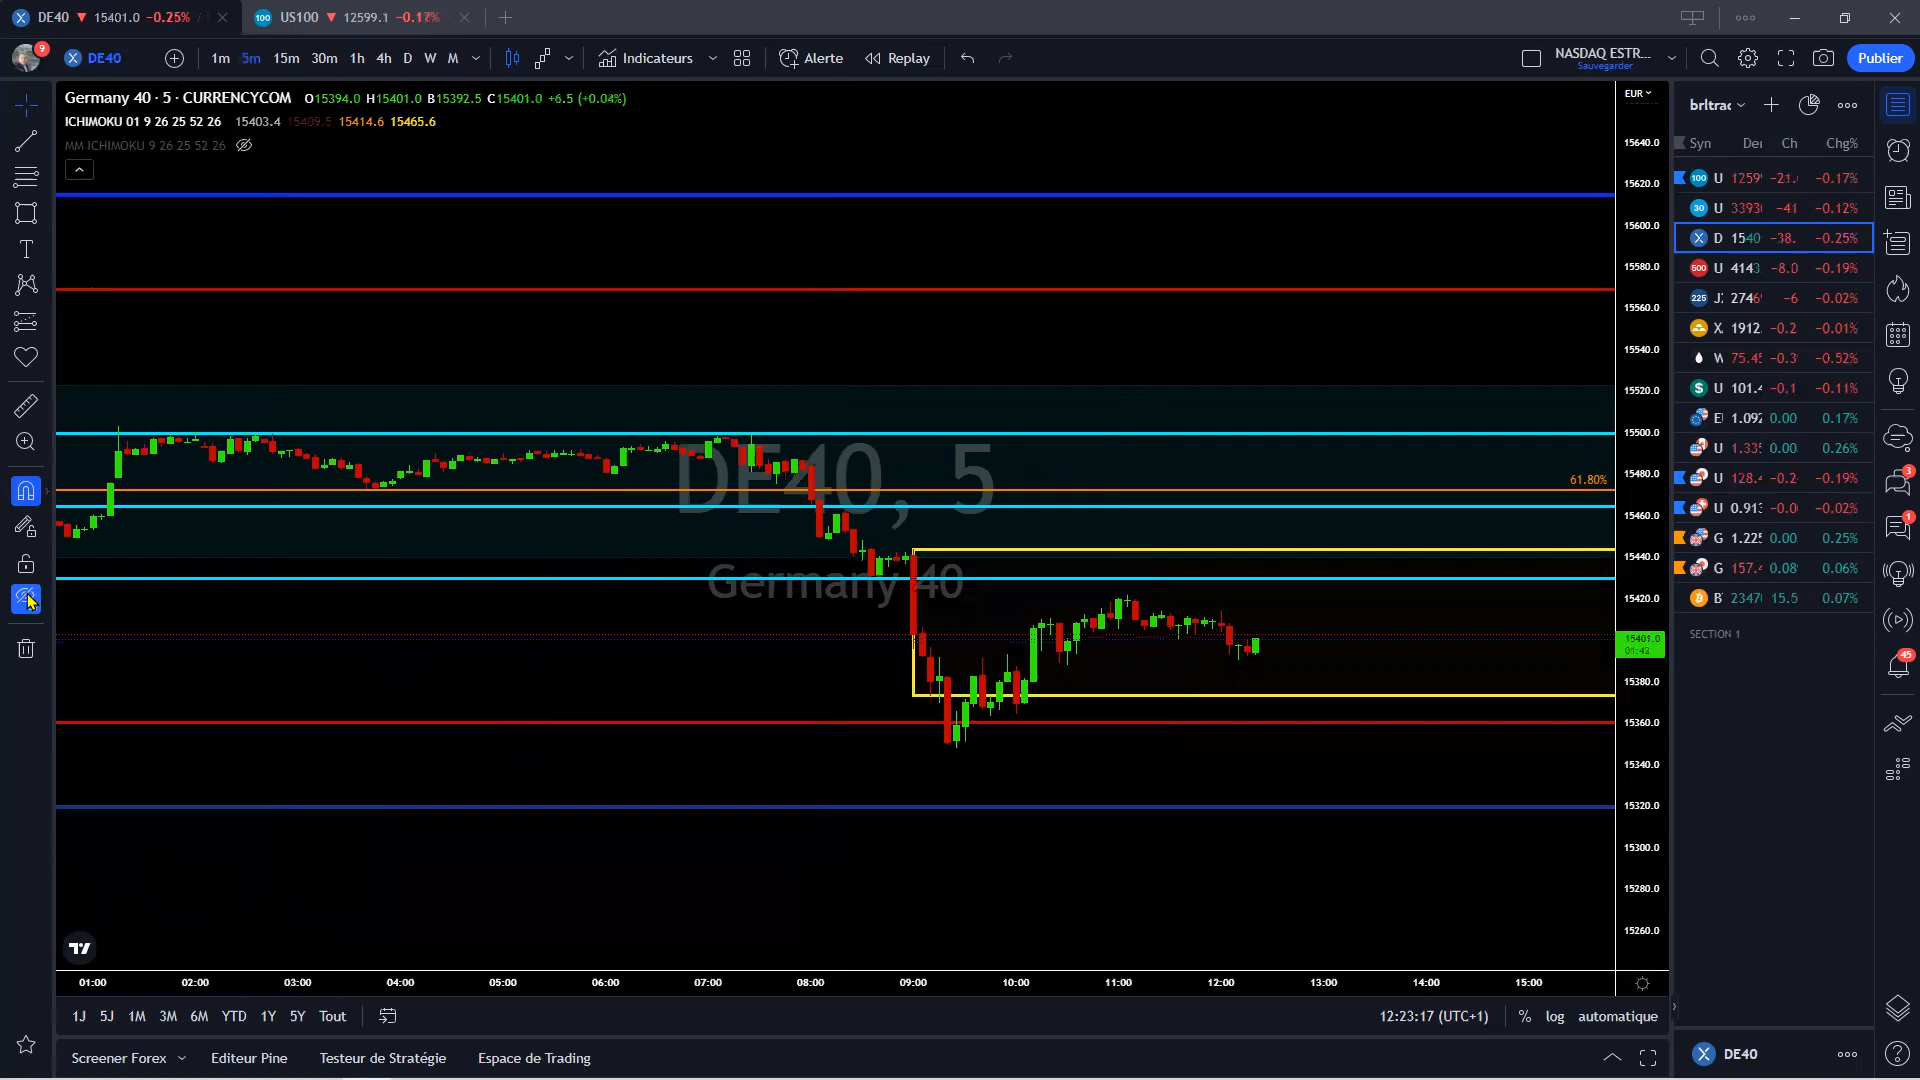 DE40 ▼ 15401.0 −0.25% /
US100 ▼ 12599.1 −0.17%
9
DE40
1m 5m 15m 30m 1h 4h D W M
Indicateurs
Alerte
Replay
NASDAQ ESTR...
Sauvegarder
Publier
Germany 40 · 5 · CURRENCYCOM O15394.0 H15401.0 B15392.5 C15401.0 +6.5 (+0.04%)
ICHIMOKU 01 9 26 25 52 26 15403.4 15409.5 15414.6 15465.6
MM ICHIMOKU 9 26 25 52 26
DE40, 5
Germany 40
61.80%
EUR
15640.0
15620.0
15600.0
15580.0
15560.0
15540.0
15520.0
15500.0
15480.0
15460.0
15440.0
15420.0
15401.0
01:42
15380.0
15360.0
15340.0
15320.0
15300.0
15280.0
15260.0
01:00 02:00 03:00 04:00 05:00 06:00 07:00 08:00 09:00 10:00 11:00 12:00 13:00 14:00 15:00
1J 5J 1M 3M 6M YTD 1Y 5Y Tout
12:23:17 (UTC+1) % log automatique
Screener Forex Editeur Pine Testeur de Stratégie Espace de Trading
brltrad
Syn Der Ch Chg%
100 U 12599 −21. −0.17%
30 U 3393 −41 −0.12%
D 1540 −38. −0.25%
500 U 4143 −8.0 −0.19%
225 J 2746 −6 −0.02%
X 1912. −0.2 −0.01%
W 75.45 −0.3 −0.52%
$ U 101.4 −0.1 −0.11%
E 1.092 0.00 0.17%
U 1.335 0.00 0.26%
U 128.4 −0.2 −0.19%
U 0.913 −0.0 −0.02%
G 1.225 0.00 0.25%
G 157.4 0.08 0.06%
B 2347 15.5 0.07%
SECTION 1
DE40
3
1
45